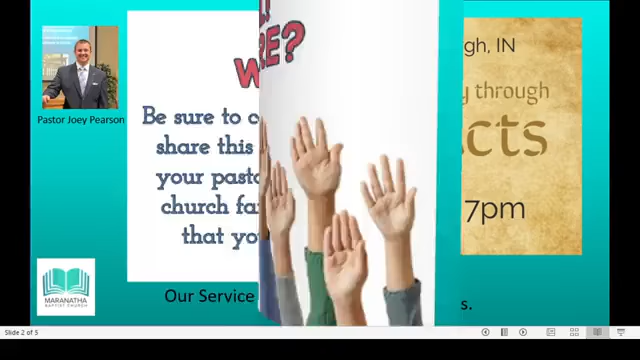 RE?
W
gh, IN
y through
cts
7pm
Pastor Joey Pearson
Be sure to c
share this
your pasto
church fa
that yo
MARANATHA
BAPTIST CHURCH
Our Service
s.
Slide 2 of 5